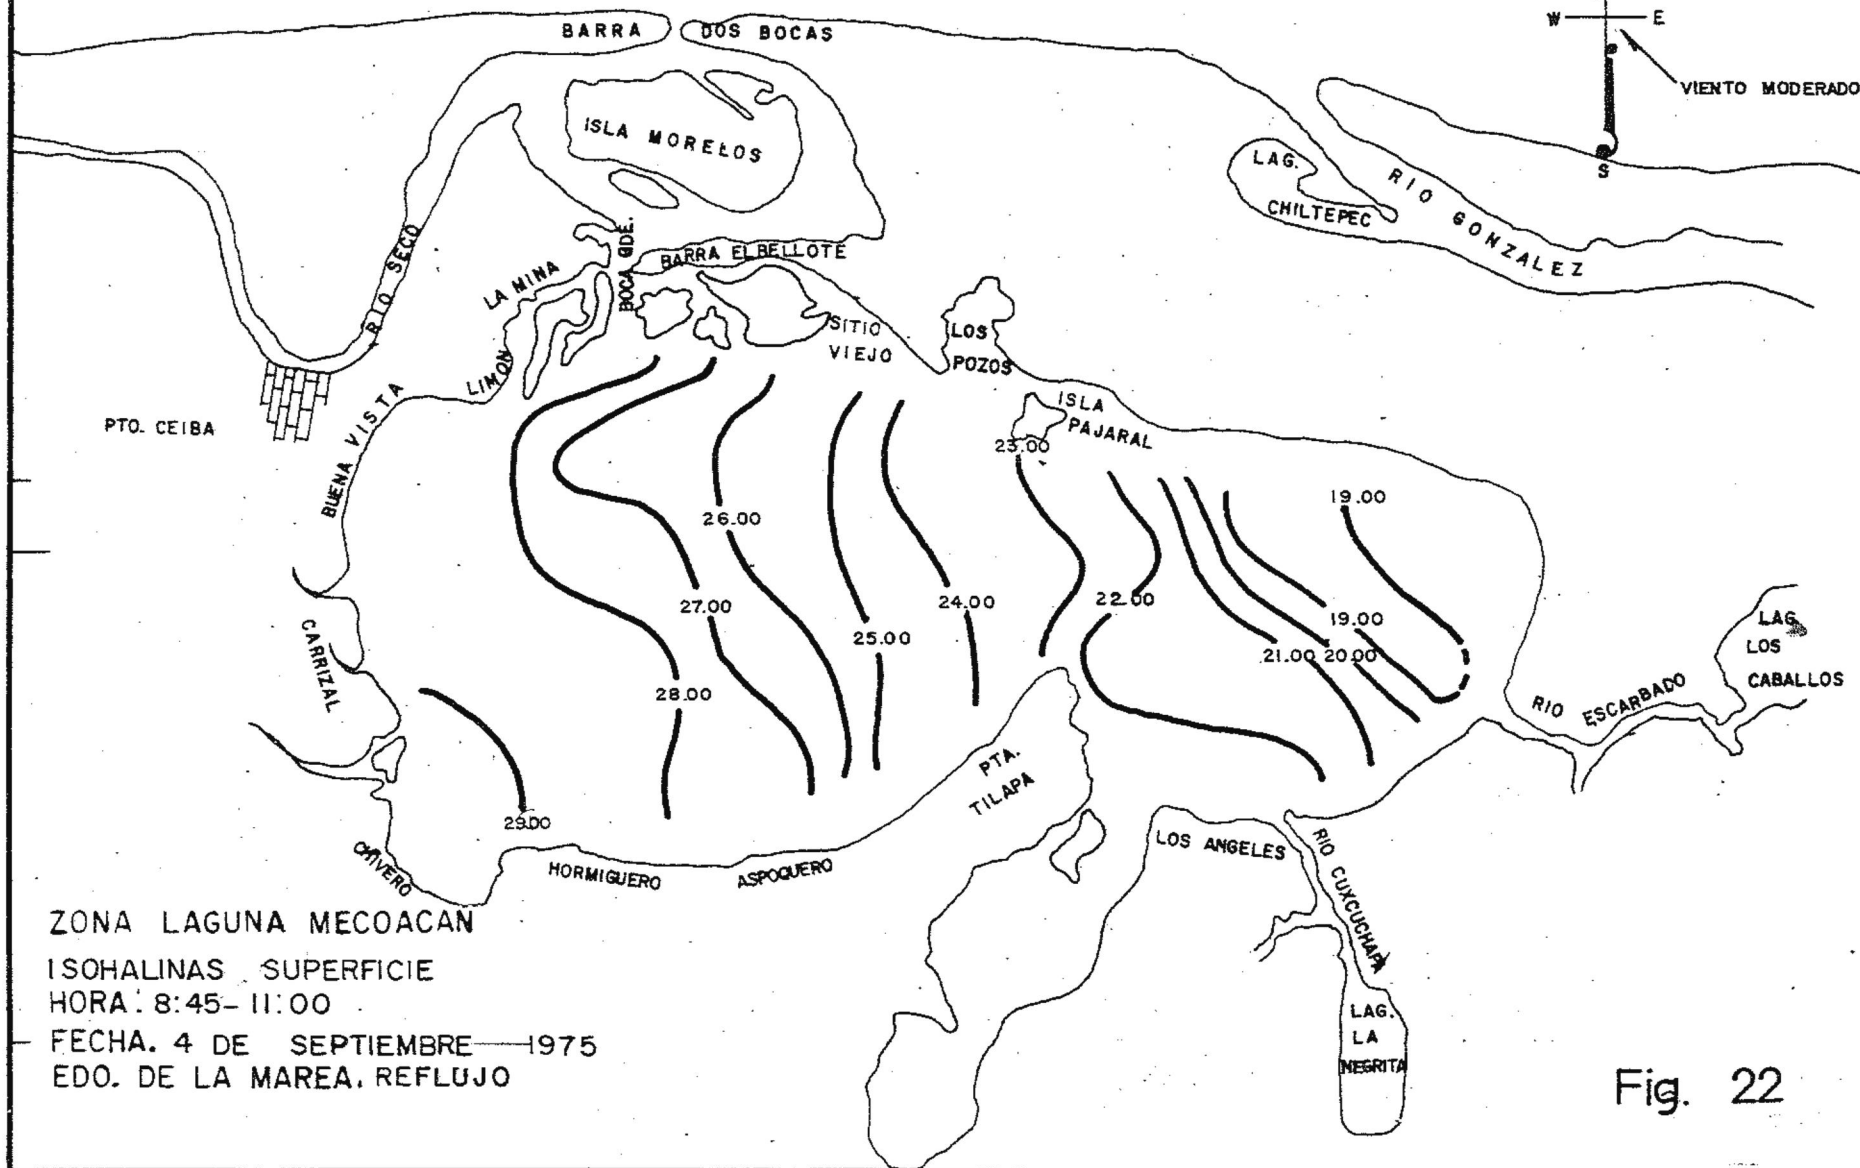 BARRA DOS BOCAS
W E
VIENTO MODERADO
S
ISLA MORELOS
LAG.
CHILTEPEC
RIO GONZALEZ
RIO SECO
LA MINA
BOCA GDE.
BARRA EL BELLOTE
SITIO
VIEJO
LOS
POZOS
LIMON
BUENA VISTA
PTO. CEIBA
ISLA
PAJARAL
23.00
19.00
26.00
27.00
24.00
22.00
25.00
19.00
21.00 20.00
28.00
29.00
CARRIZAL
LAG.
LOS
CABALLOS
RIO ESCARBADO
PTA.
TILAPA
CHIVERO
HORMIGUERO
ASPOQUERO
LOS ANGELES
RIO CUXCUCHAPA
LAG.
LA
NEGRITA
ZONA LAGUNA MECOACAN
ISOHALINAS SUPERFICIE
HORA: 8:45-11:00
FECHA. 4 DE SEPTIEMBRE—1975
EDO. DE LA MAREA. REFLUJO
Fig. 22